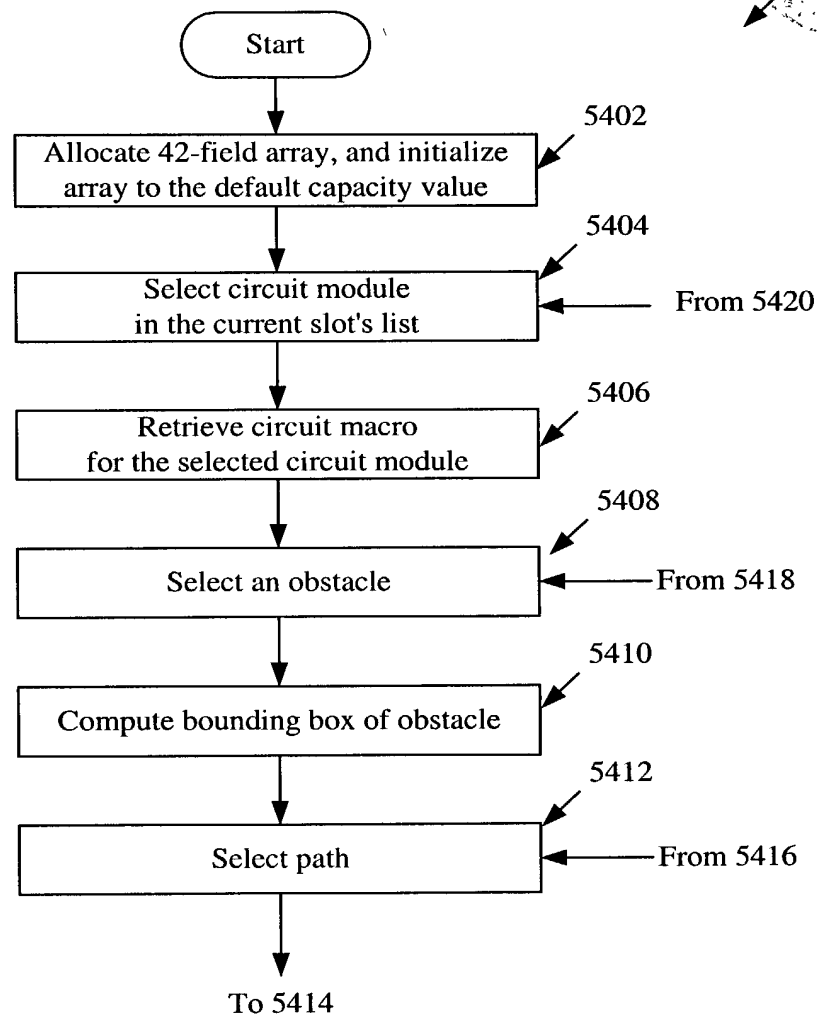 Start
5402
Allocate 42-field array, and initialize
array to the default capacity value
5404
Select circuit module
in the current slot's list
From 5420
5406
Retrieve circuit macro
for the selected circuit module
5408
Select an obstacle
From 5418
5410
Compute bounding box of obstacle
5412
Select path
From 5416
To 5414